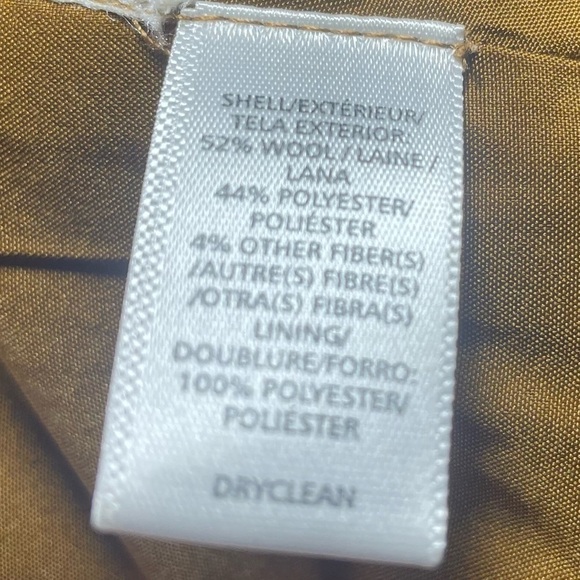 SHELL/EXTÉRIEUR/
TELA EXTERIOR:
52% WOOL/LAINE/
LANA
44% POLYESTER/
POLIÉSTER
4% OTHER FIBER(S)
/AUTRE(S) FIBRE(S)
/OTRA(S) FIBRA(S)
LINING/
DOUBLURE/FORRO:
100% POLYESTER/
POLIÉSTER
DRYCLEAN